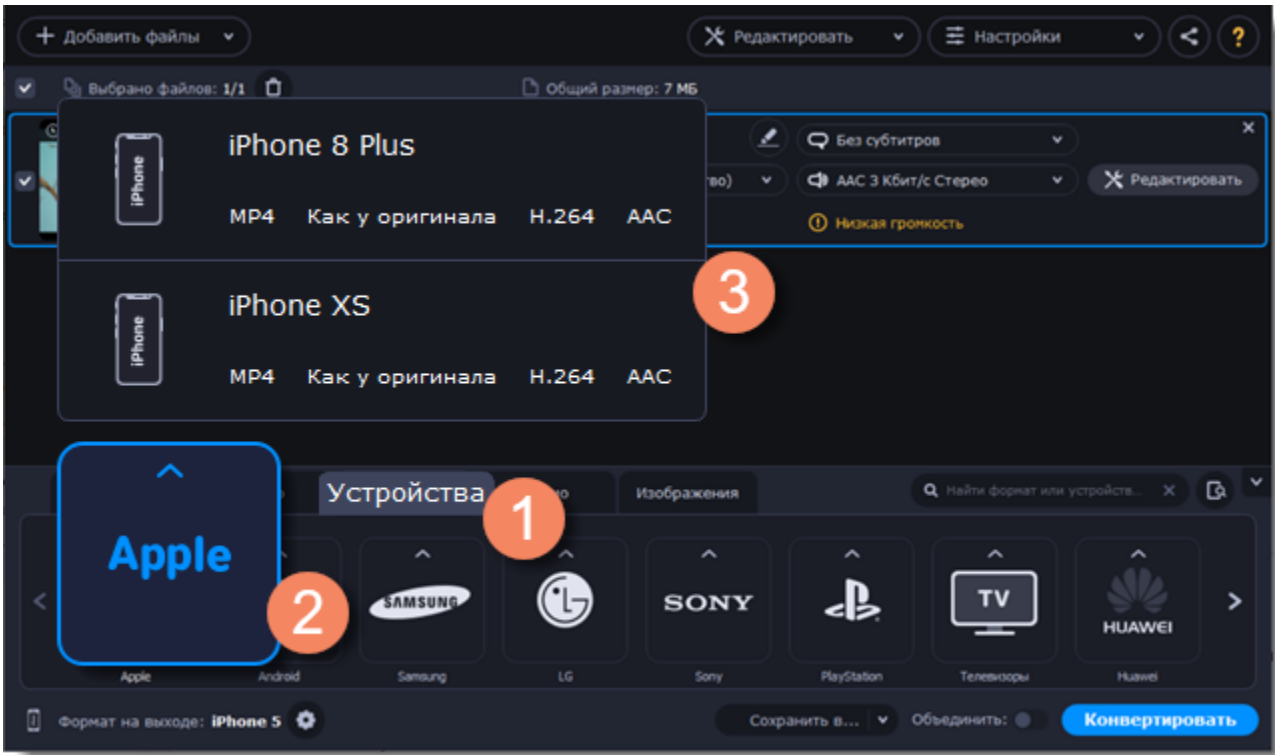 Добавить файлы
Редактировать
Настройки
?
Выбрано файлов: 1/1
Общий размер: 7 МБ
iPhone
iPhone 8 Plus
MP4 Как у оригинала H.264 AAC
Без субтитров
AAC 3 Кбит/с Стерео
Редактировать
Низкая громкость
3
iPhone
iPhone XS
MP4 Как у оригинала H.264 AAC
Устройства
1
Изображения
Найти формат или устройств...
Apple
2
SAMSUNG
LG
SONY
TV
HUAWEI
Apple
Android
Samsung
LG
Sony
PlayStation
Телевизоры
Huawei
Формат на выходе: iPhone 5
Сохранить в...
Объединить:
Конвертировать